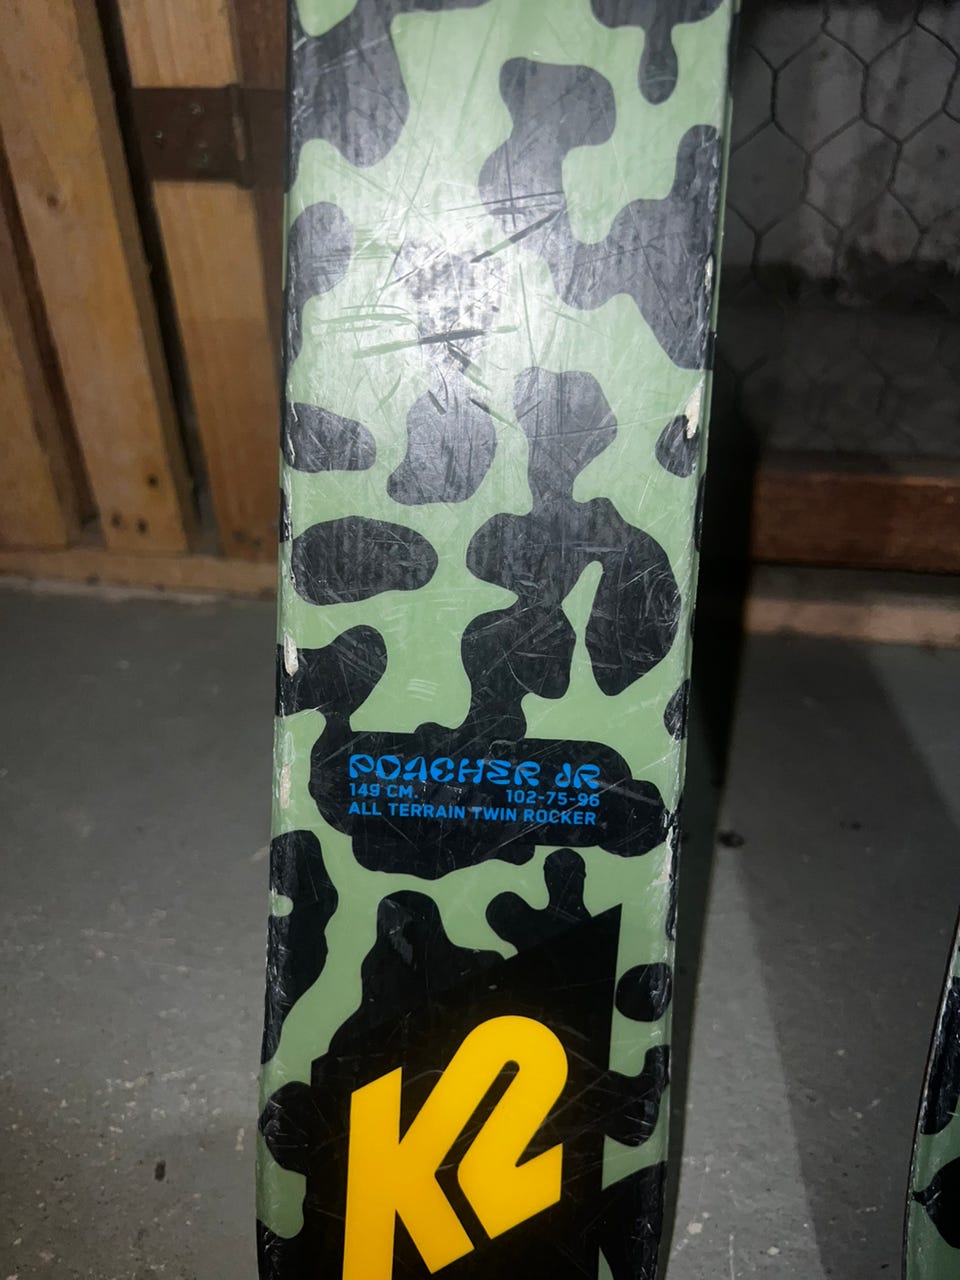 POACHER JR
149 CM. 102-75-96
ALL TERRAIN TWIN ROCKER
K2